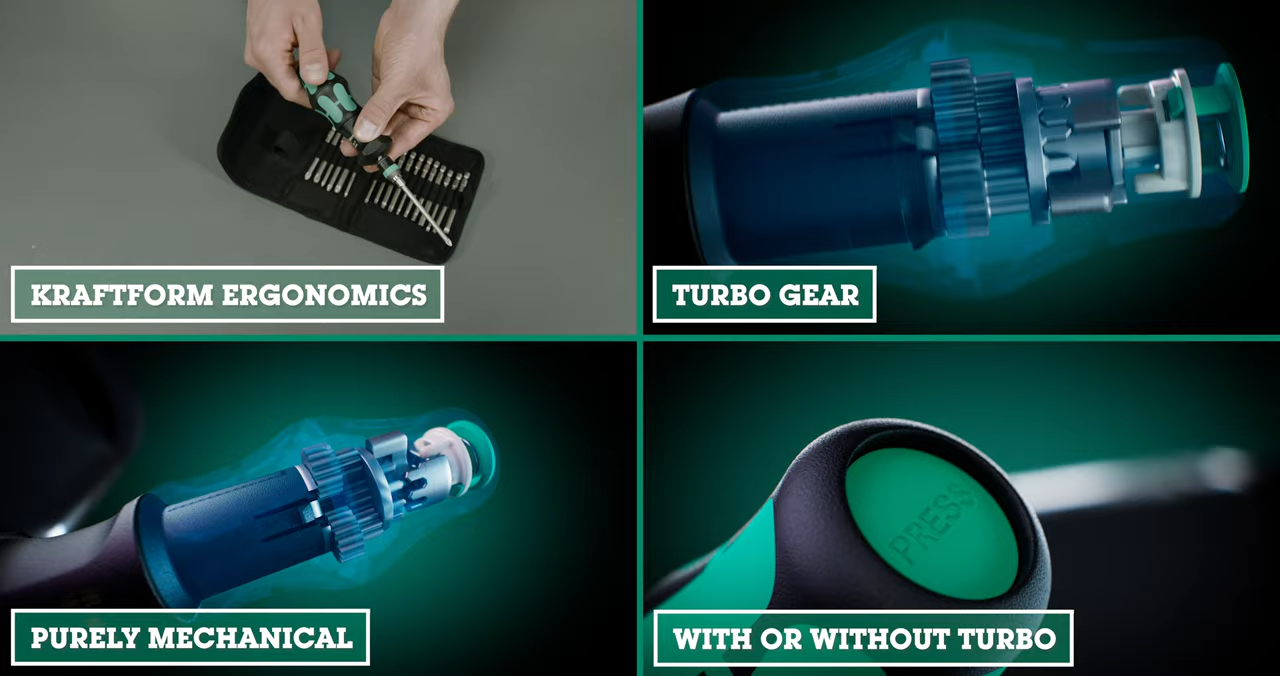 KRAFTFORM ERGONOMICS
TURBO GEAR
PURELY MECHANICAL
PRESS
WITH OR WITHOUT TURBO